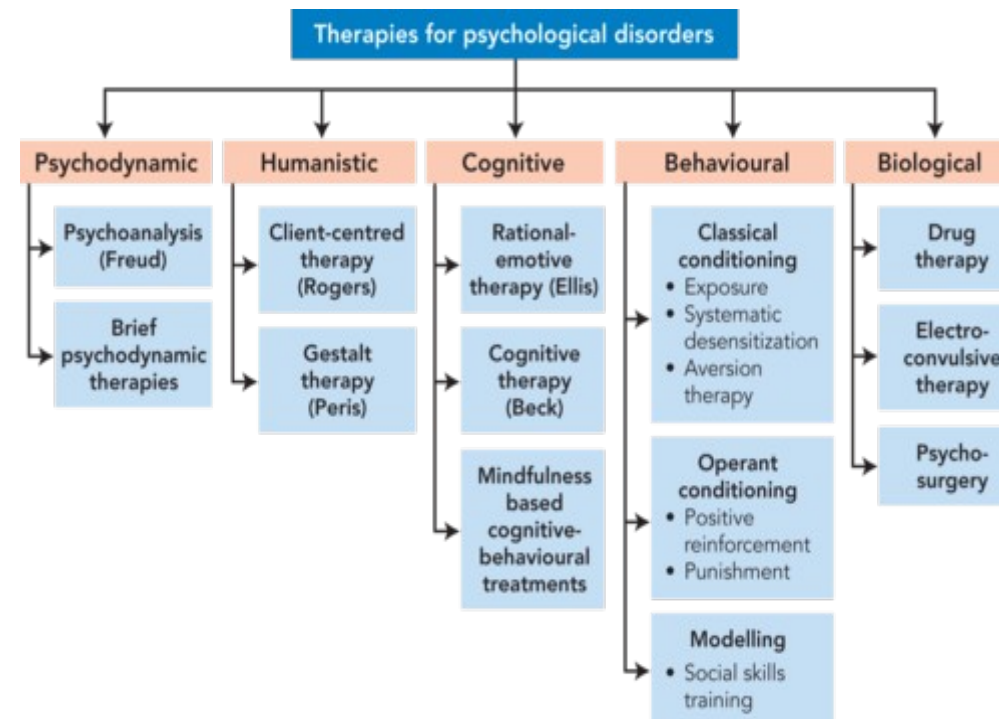 Therapies for psychological disorders
Psychodynamic
Psychoanalysis
(Freud)
Brief
psychodynamic
therapies
Humanistic
Client-centred
therapy
(Rogers)
Gestalt
therapy
(Peris)
Cognitive
Rational-
emotive
therapy (Ellis)
Cognitive
therapy
(Beck)
Mindfulness
based
cognitive-
behavioural
treatments
Behavioural
Classical
conditioning
• Exposure
• Systematic
desensitization
• Aversion
therapy
Operant
conditioning
• Positive
reinforcement
• Punishment
Modelling
• Social skills
training
Biological
Drug
therapy
Electro-
convulsive
therapy
Psycho-
surgery